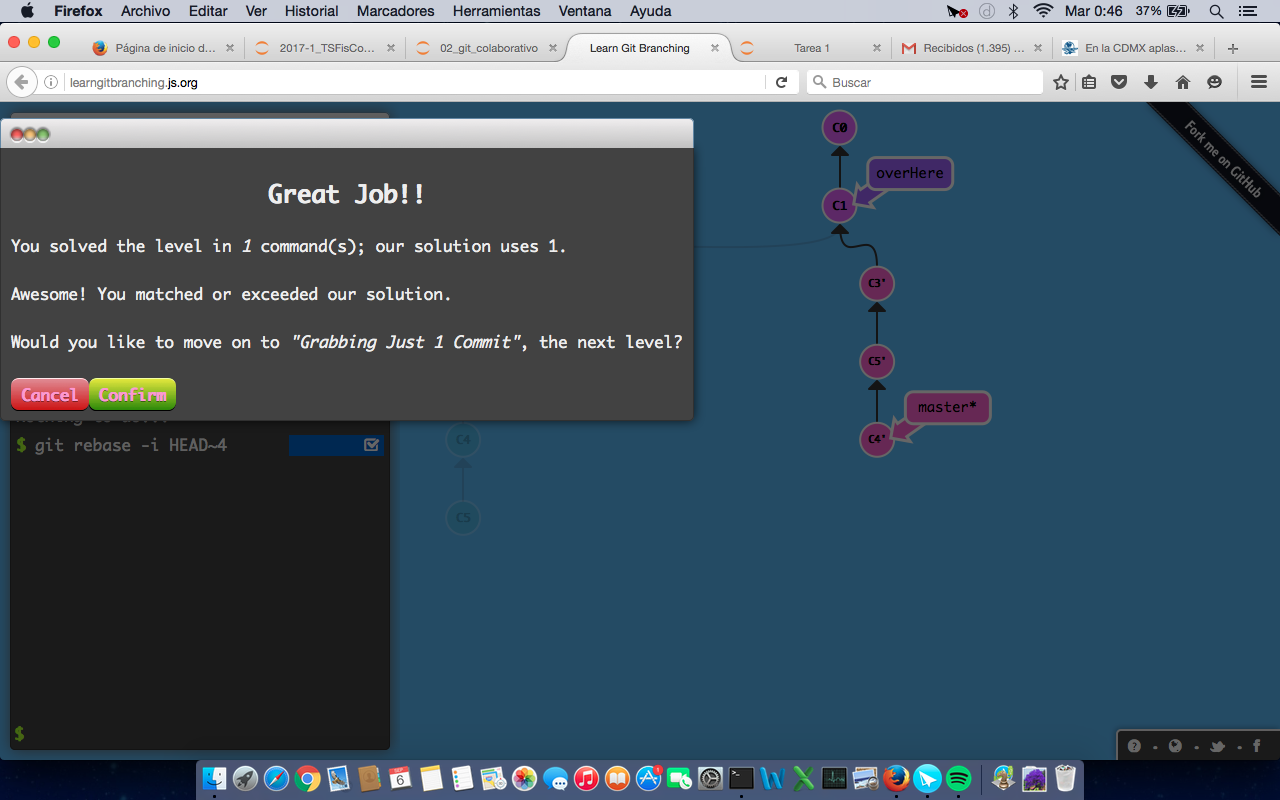 Firefox Archivo Editar Ver Historial Marcadores Herramientas Ventana Ayuda Mar 0:46 37%
Página de inicio d... 2017-1_TSFisCo... 02_git_colaborativo Learn Git Branching Tarea 1 Recibidos (1.395) ... En la CDMX aplas...
learngitbranching.js.org Buscar
Great Job!!
You solved the level in 1 command(s); our solution uses 1.
Awesome! You matched or exceeded our solution.
Would you like to move on to "Grabbing Just 1 Commit", the next level?
Cancel Confirm
$ git rebase -i HEAD~4
$
C0
overHere
C1
C3'
C5'
master*
C4'
C4
C5
Fork me on GitHub
SEP
6